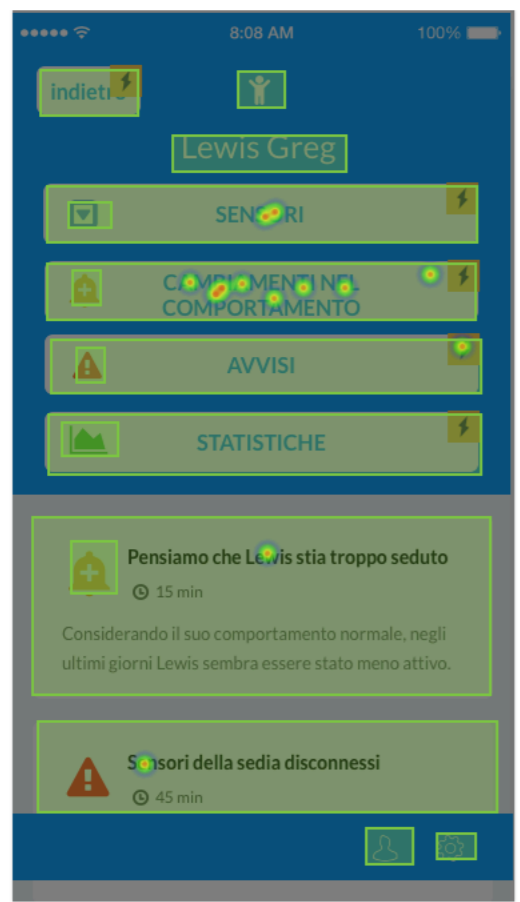 8:08 AM 100%
indietro
Lewis Greg
SENSORI
CAMBIAMENTI NEL
COMPORTAMENTO
AVVISI
STATISTICHE
Pensiamo che Lewis stia troppo seduto
15 min
Considerando il suo comportamento normale, negli
ultimi giorni Lewis sembra essere stato meno attivo.
Sensori della sedia disconnessi
45 min